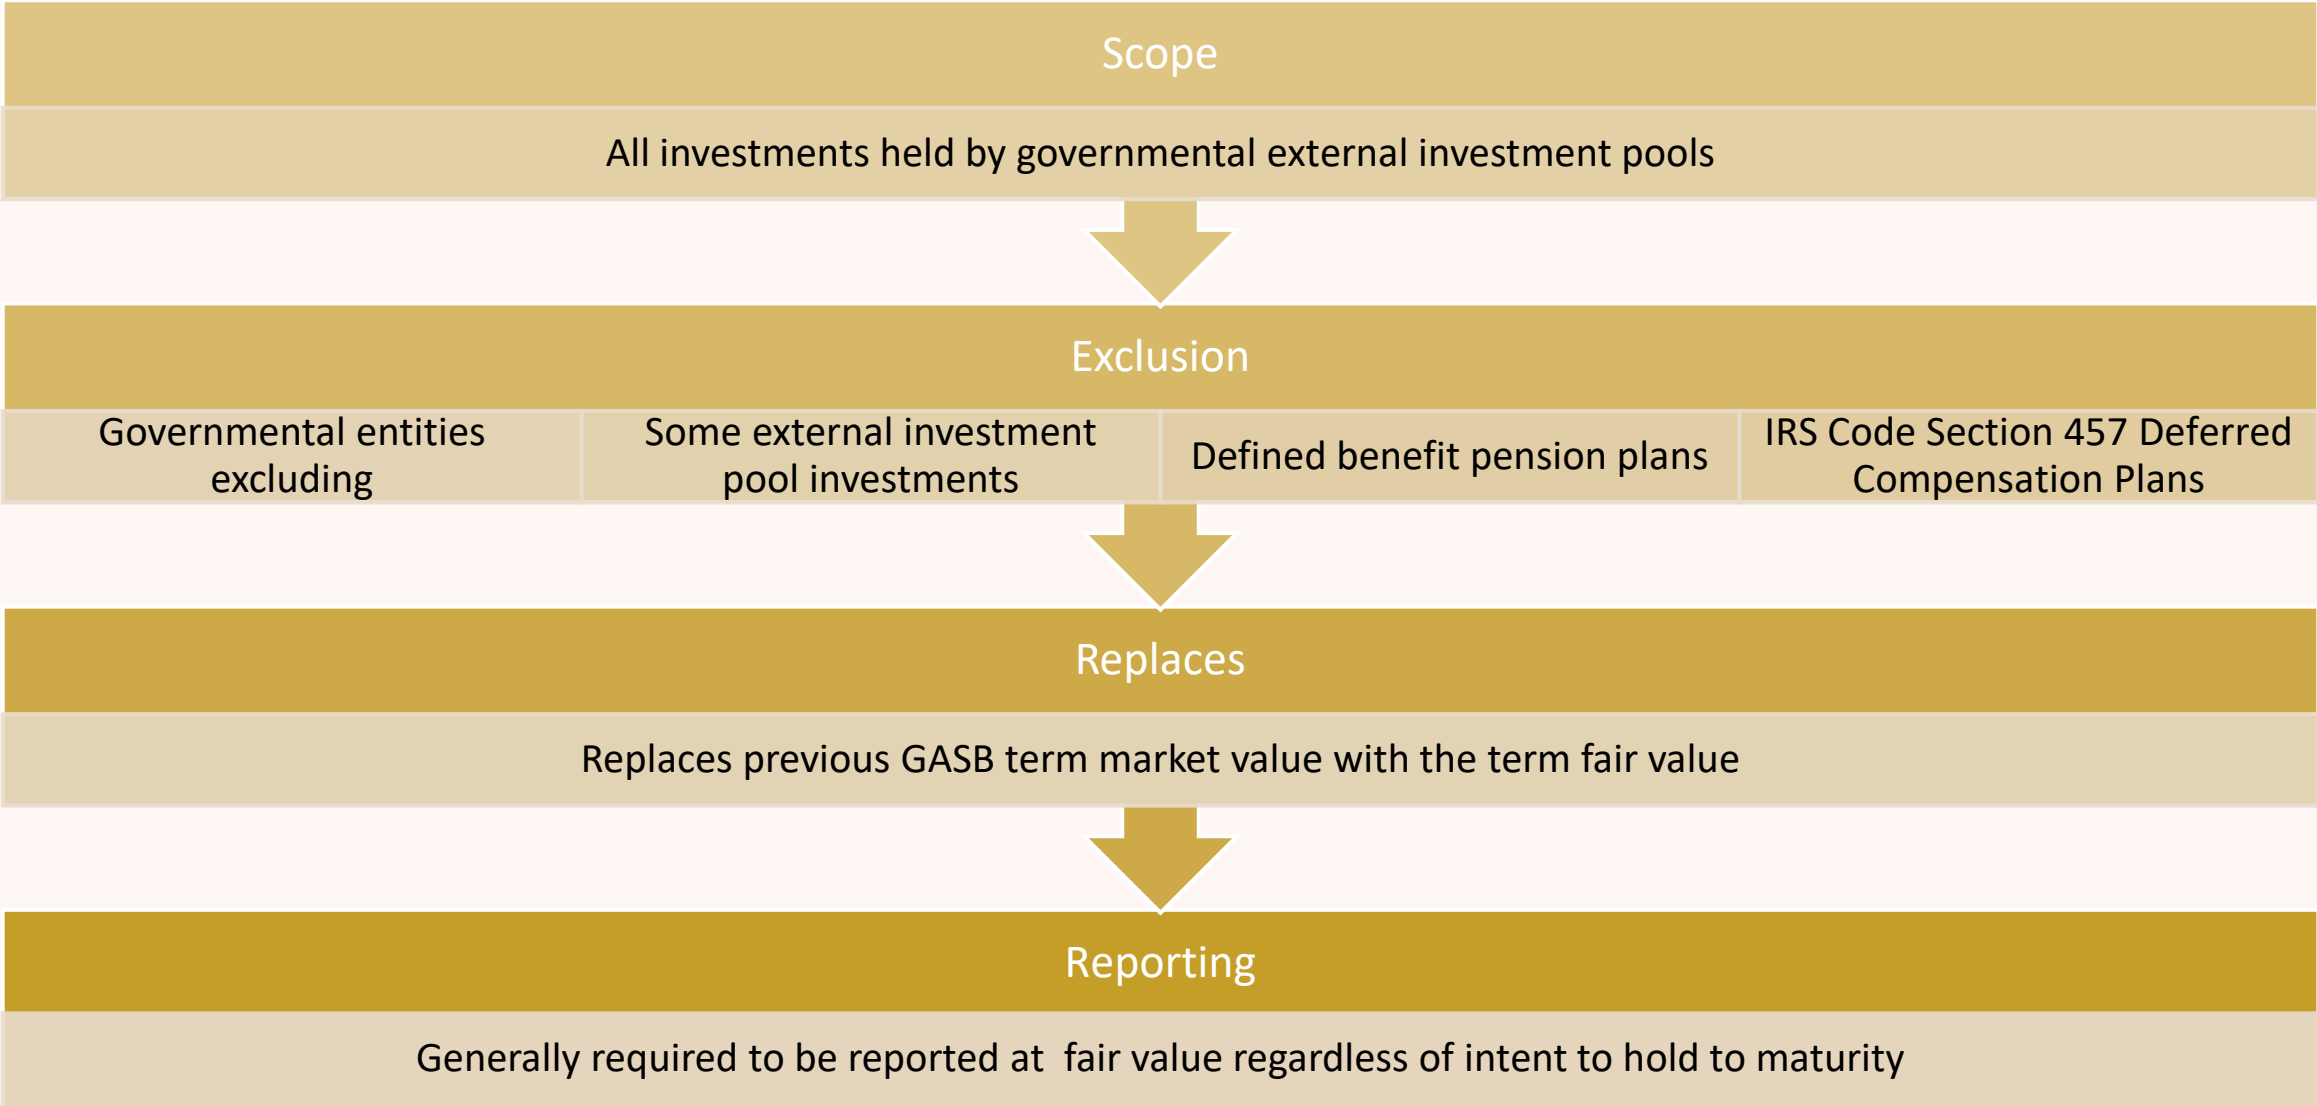 Scope
All investments held by governmental external investment pools
Exclusion
Governmental entities
excluding
Some external investment
pool investments
Defined benefit pension plans
IRS Code Section 457 Deferred
Compensation Plans
Replaces
Replaces previous GASB term market value with the term fair value
Reporting
Generally required to be reported at  fair value regardless of intent to hold to maturity